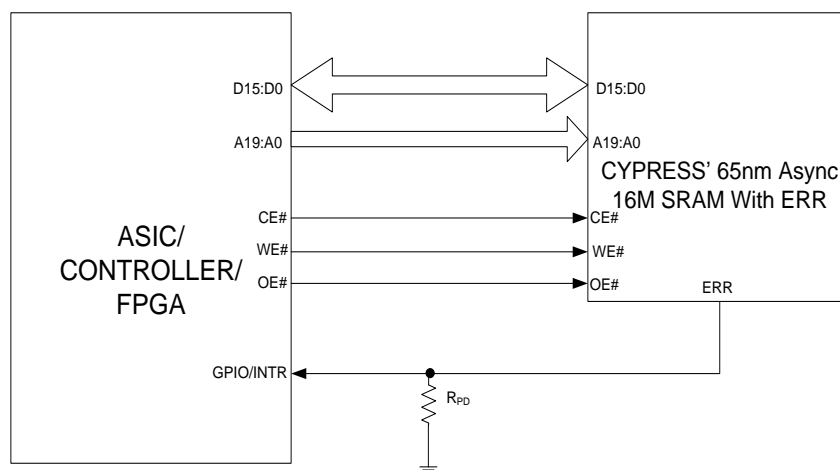 D15:D0
D15:D0
A19:A0
A19:A0
CYPRESS' 65nm Async
16M SRAM With ERR
CE#
CE#
ASIC/
CONTROLLER/
FPGA
WE#
WE#
OE#
OE#
ERR
GPIO/INTR
RPD